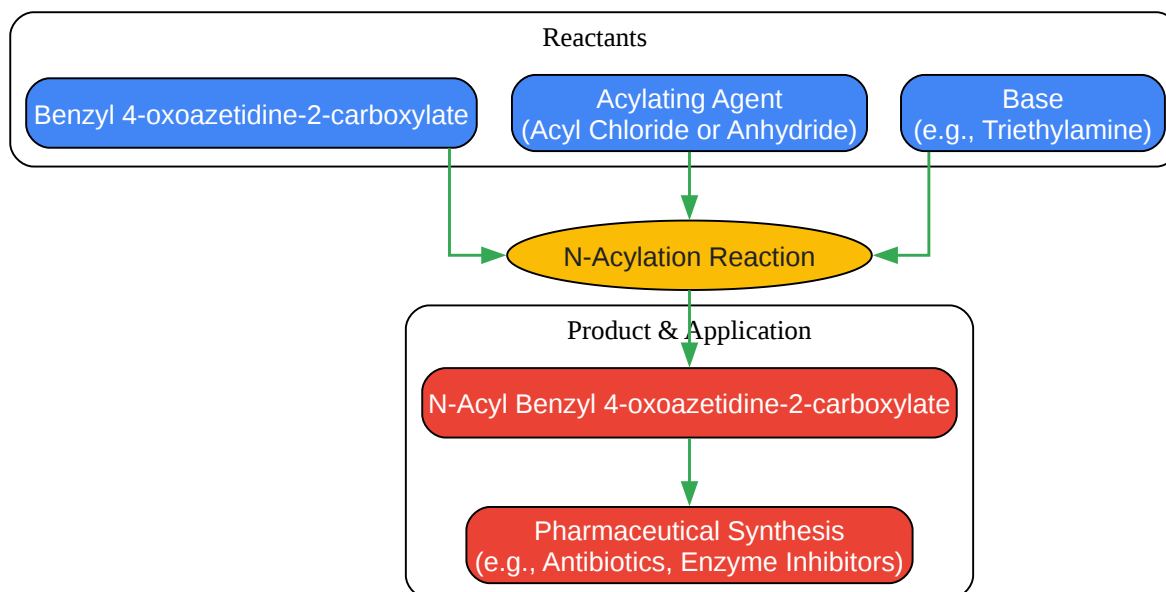 Reactants
Benzyl 4-oxoazetidine-2-carboxylate
Acylating Agent
(Acyl Chloride or Anhydride)
Base
(e.g., Triethylamine)
N-Acylation Reaction
Product & Application
N-Acyl Benzyl 4-oxoazetidine-2-carboxylate
Pharmaceutical Synthesis
(e.g., Antibiotics, Enzyme Inhibitors)